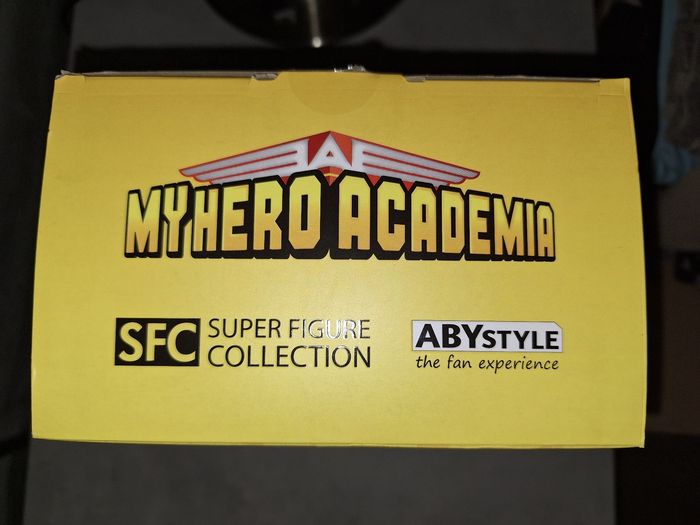 A
MY HERO ACADEMIA
SFC SUPER FIGURE
COLLECTION
ABYSTYLE
the fan experience